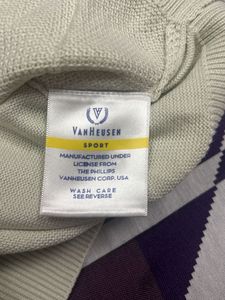 V
VAN HEUSEN
SPORT
MANUFACTURED UNDER
LICENSE FROM
THE PHILLIPS
VANHEUSEN CORP. USA
WASH CARE
SEE REVERSE